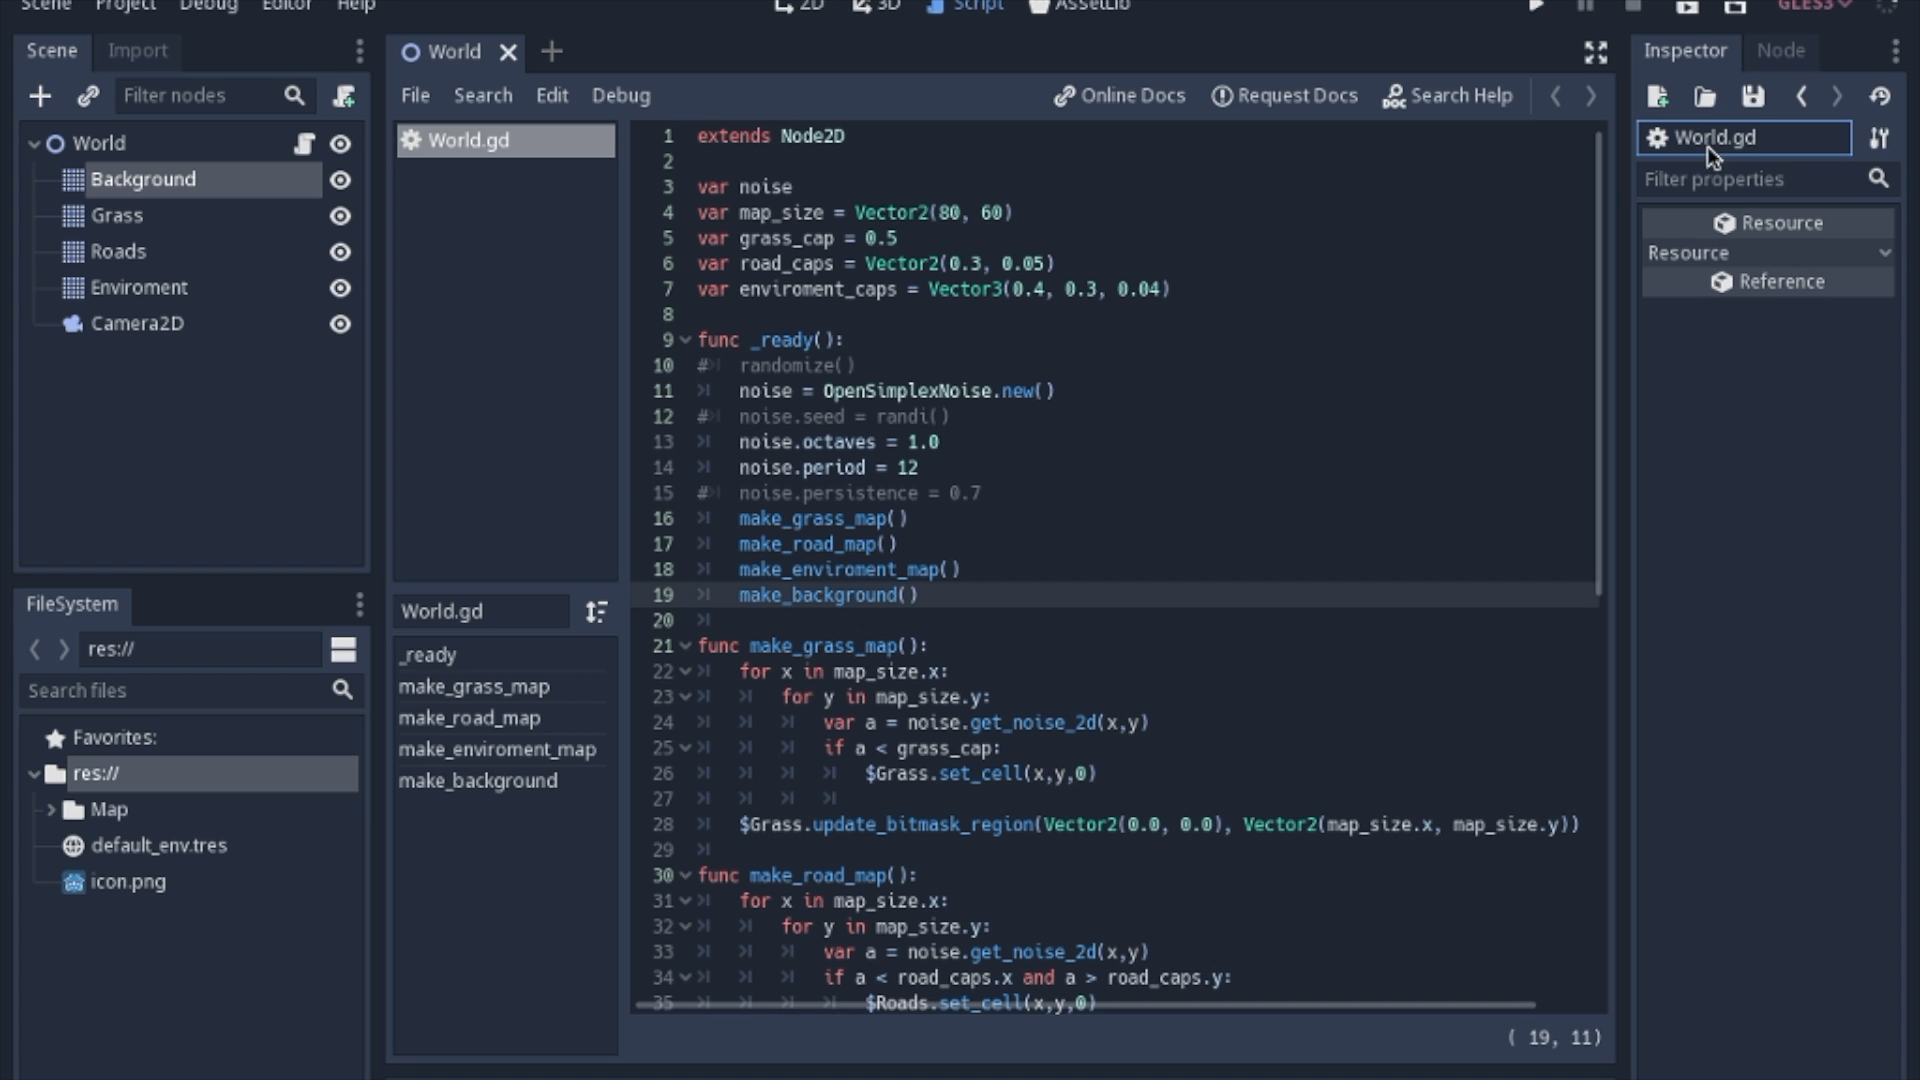 Scene Project Debug Editor Help
2D 3D Script AssetLib
GLES3
Scene Import
Filter nodes
World
Background
Grass
Roads
Enviroment
Camera2D
FileSystem
res://
Search files
Favorites:
res://
Map
default_env.tres
icon.png
World
File Search Edit Debug
Online Docs Request Docs Search Help
World.gd
World.gd
_ready
make_grass_map
make_road_map
make_enviroment_map
make_background
1 extends Node2D
2
3 var noise
4 var map_size = Vector2(80, 60)
5 var grass_cap = 0.5
6 var road_caps = Vector2(0.3, 0.05)
7 var enviroment_caps = Vector3(0.4, 0.3, 0.04)
8
9 func _ready():
10 # randomize()
11 noise = OpenSimplexNoise.new()
12 # noise.seed = randi()
13 noise.octaves = 1.0
14 noise.period = 12
15 # noise.persistence = 0.7
16 make_grass_map()
17 make_road_map()
18 make_enviroment_map()
19 make_background()
20
21 func make_grass_map():
22 for x in map_size.x:
23 for y in map_size.y:
24 var a = noise.get_noise_2d(x,y)
25 if a < grass_cap:
26 $Grass.set_cell(x,y,0)
27
28 $Grass.update_bitmask_region(Vector2(0.0, 0.0), Vector2(map_size.x, map_size.y))
29
30 func make_road_map():
31 for x in map_size.x:
32 for y in map_size.y:
33 var a = noise.get_noise_2d(x,y)
34 if a < road_caps.x and a > road_caps.y:
35 $Roads.set_cell(x,y,0)
( 19, 11)
Inspector Node
World.gd
Filter properties
Resource
Resource
Reference